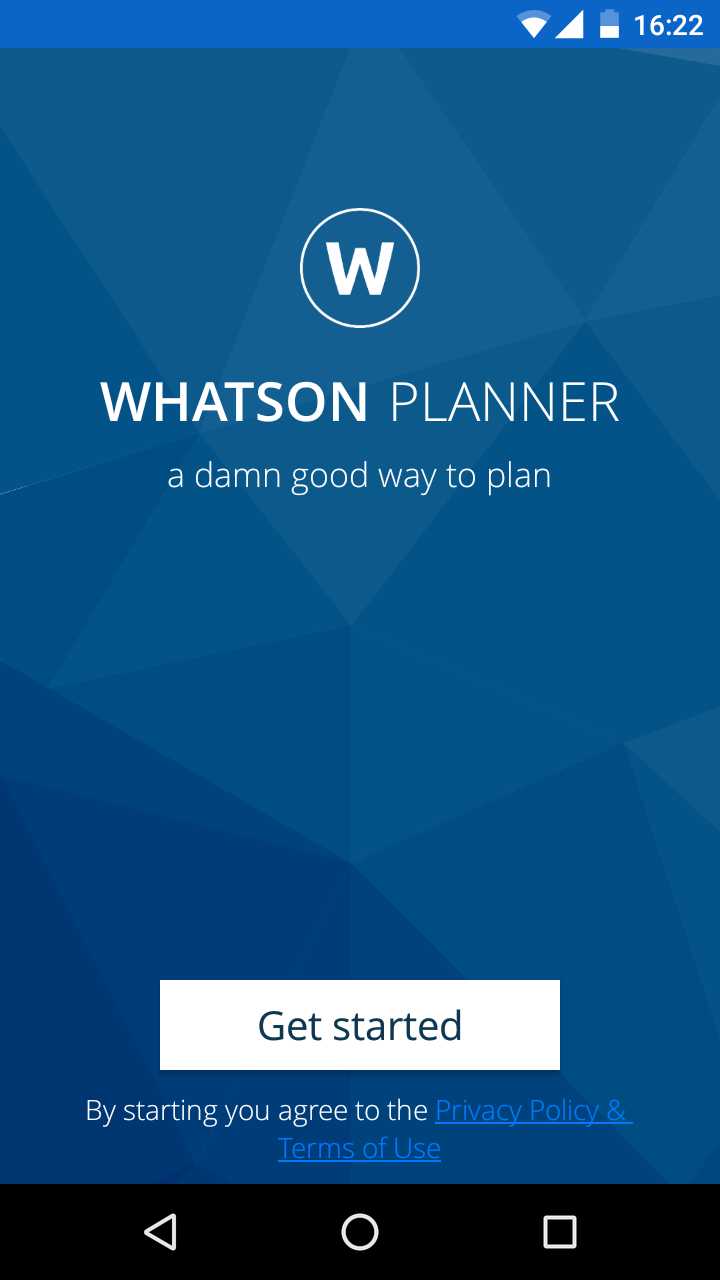 16:22
W
WHATSON PLANNER
a damn good way to plan
Get started
By starting you agree to the Privacy Policy &
Terms of Use